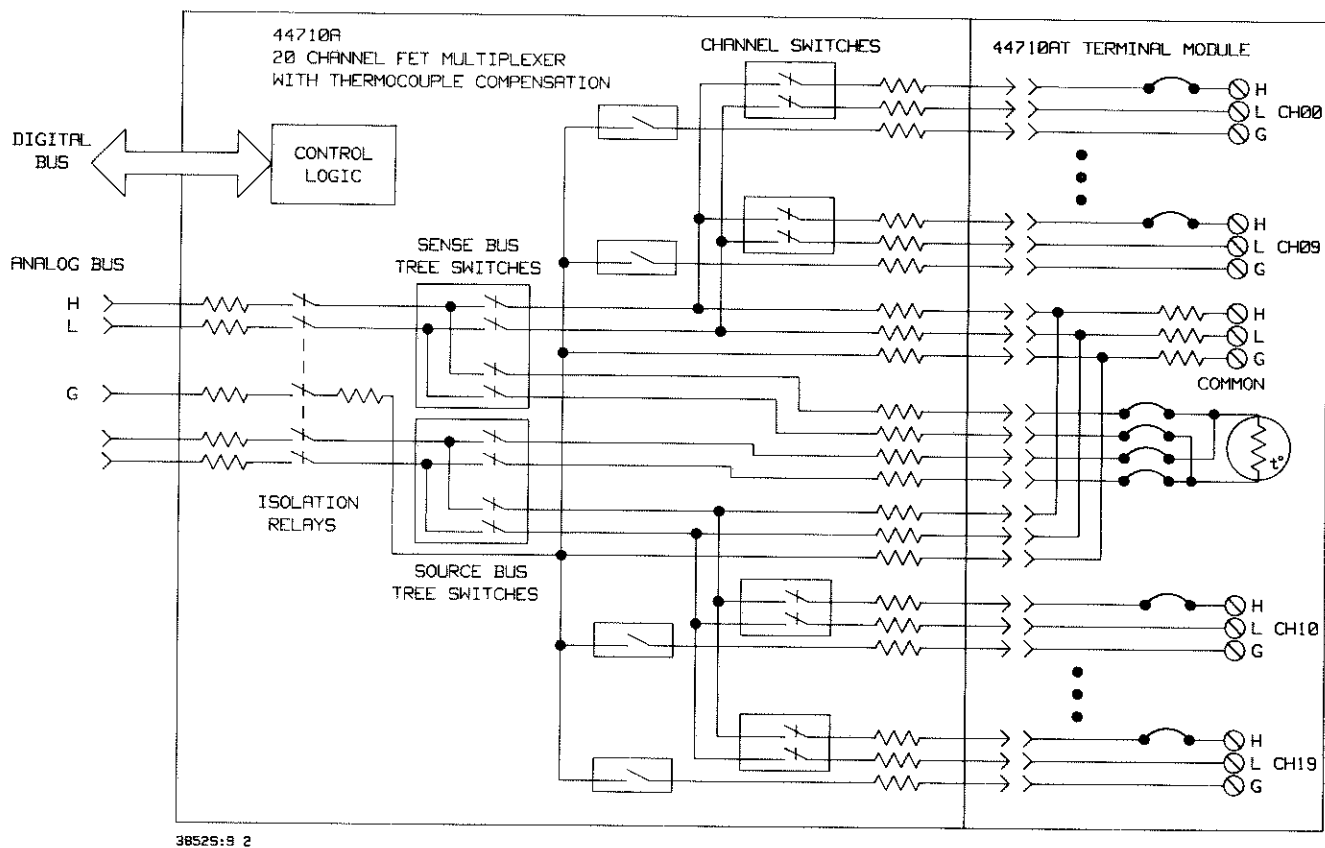 44710A
20 CHANNEL FET MULTIPLEXER
WITH THERMOCOUPLE COMPENSATION
CHANNEL SWITCHES
44710AT TERMINAL MODULE
H
L CH00
G
DIGITAL
BUS
CONTROL
LOGIC
H
L CH09
G
SENSE BUS
TREE SWITCHES
ANALOG BUS
H
L
G
H
L
G
COMMON
t°
ISOLATION
RELAYS
SOURCE BUS
TREE SWITCHES
H
L CH10
G
H
L CH19
G
38525:9 2